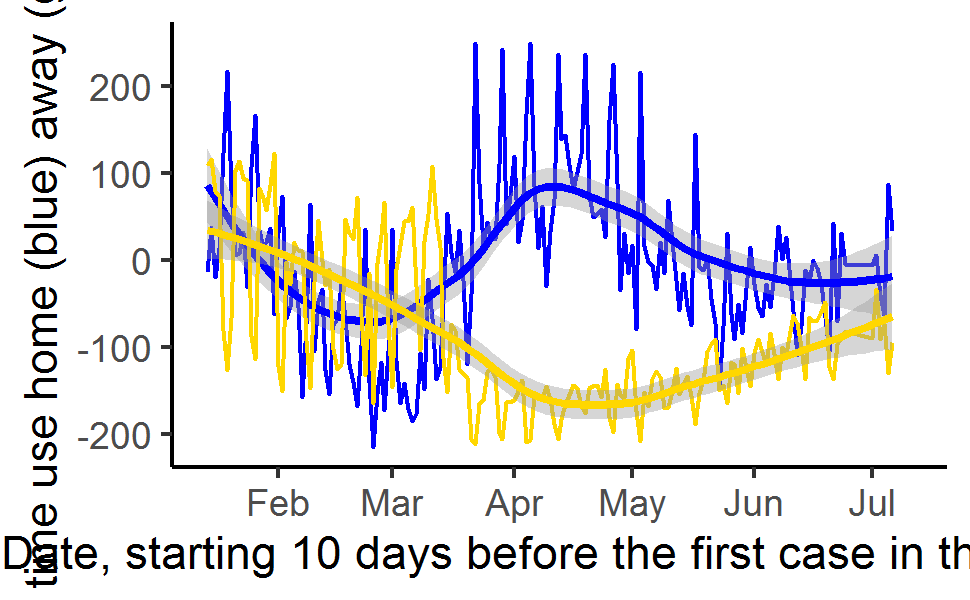 time use home (blue) away (
200
100
0
-100
-200
Feb Mar Apr May Jun Jul
Date, starting 10 days before the first case in th